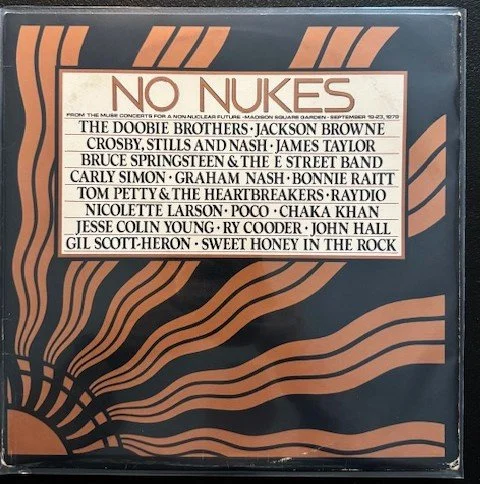 NO NUKES
FROM THE MUSE CONCERTS FOR A NON-NUCLEAR FUTURE • MADISON SQUARE GARDEN • SEPTEMBER 19-23, 1979
THE DOOBIE BROTHERS • JACKSON BROWNE
CROSBY, STILLS AND NASH • JAMES TAYLOR
BRUCE SPRINGSTEEN & THE E STREET BAND
CARLY SIMON • GRAHAM NASH • BONNIE RAITT
TOM PETTY & THE HEARTBREAKERS • RAYDIO
NICOLETTE LARSON • POCO • CHAKA KHAN
JESSE COLIN YOUNG • RY COODER • JOHN HALL
GIL SCOTT-HERON • SWEET HONEY IN THE ROCK